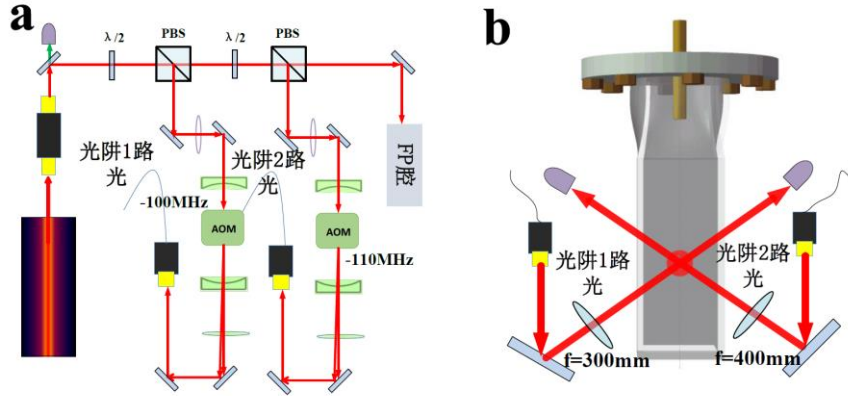 a
λ/2
PBS
λ/2
PBS
光阱1路
光
-100MHz
AOM
光阱2路
光
AOM
-110MHz
FP腔
b
光阱1路
光
f=300mm
光阱2路
光
f=400mm